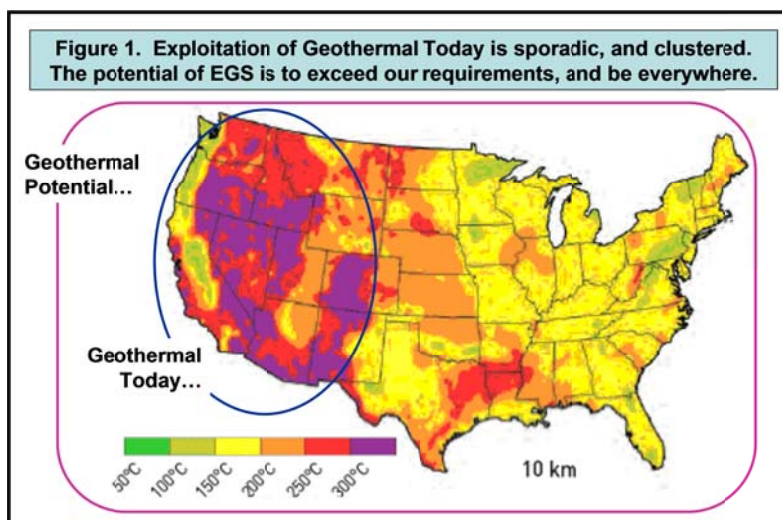 Figure 1.  Exploitation of Geothermal Today is sporadic, and clustered.
The potential of EGS is to exceed our requirements, and be everywhere.
Geothermal
Potential…
Geothermal
Today…
50°C 100°C 150°C 200°C 250°C 300°C
10 km